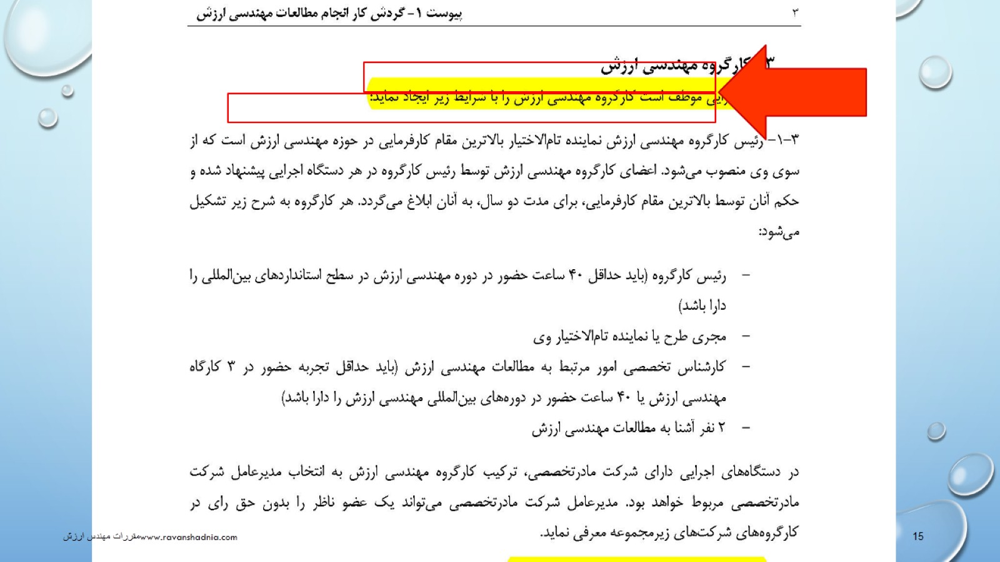 ۳ پیوست ۱- گردش کار انجام مطالعات مهندسی ارزش
۳ کارگروه مهندسی ارزش
موظف است کارگروه مهندسی ارزش را با شرایط زیر ایجاد نماید:
۳-۱- رئیس کارگروه مهندسی ارزش نماینده تام‌الاختیار بالاترین مقام کارفرمایی در حوزه مهندسی ارزش است که از
سوی وی منصوب می‌شود. اعضای کارگروه مهندسی ارزش توسط رئیس کارگروه در هر دستگاه اجرایی پیشنهاد شده و
حکم آنان توسط بالاترین مقام کارفرمایی، برای مدت دو سال، به آنان ابلاغ می‌گردد. هر کارگروه به شرح زیر تشکیل
می‌شود:
– رئیس کارگروه (باید حداقل ۴۰ ساعت حضور در دوره مهندسی ارزش در سطح استانداردهای بین‌المللی را
دارا باشد)
– مجری طرح یا نماینده تام‌الاختیار وی
– کارشناس تخصصی امور مرتبط به مطالعات مهندسی ارزش (باید حداقل تجربه حضور در ۳ کارگاه
مهندسی ارزش یا ۴۰ ساعت حضور در دوره‌های بین‌المللی مهندسی ارزش را دارا باشد)
– ۲ نفر آشنا به مطالعات مهندسی ارزش
در دستگاه‌های اجرایی دارای شرکت مادرتخصصی، ترکیب کارگروه مهندسی ارزش به انتخاب مدیرعامل شرکت
مادرتخصصی مربوط خواهد بود. مدیرعامل شرکت مادرتخصصی می‌تواند یک عضو ناظر را بدون حق رای در
کارگروه‌های شرکت‌های زیرمجموعه معرفی نماید.
مقررات مهندس ارزش www.ravanshadnia.com
15